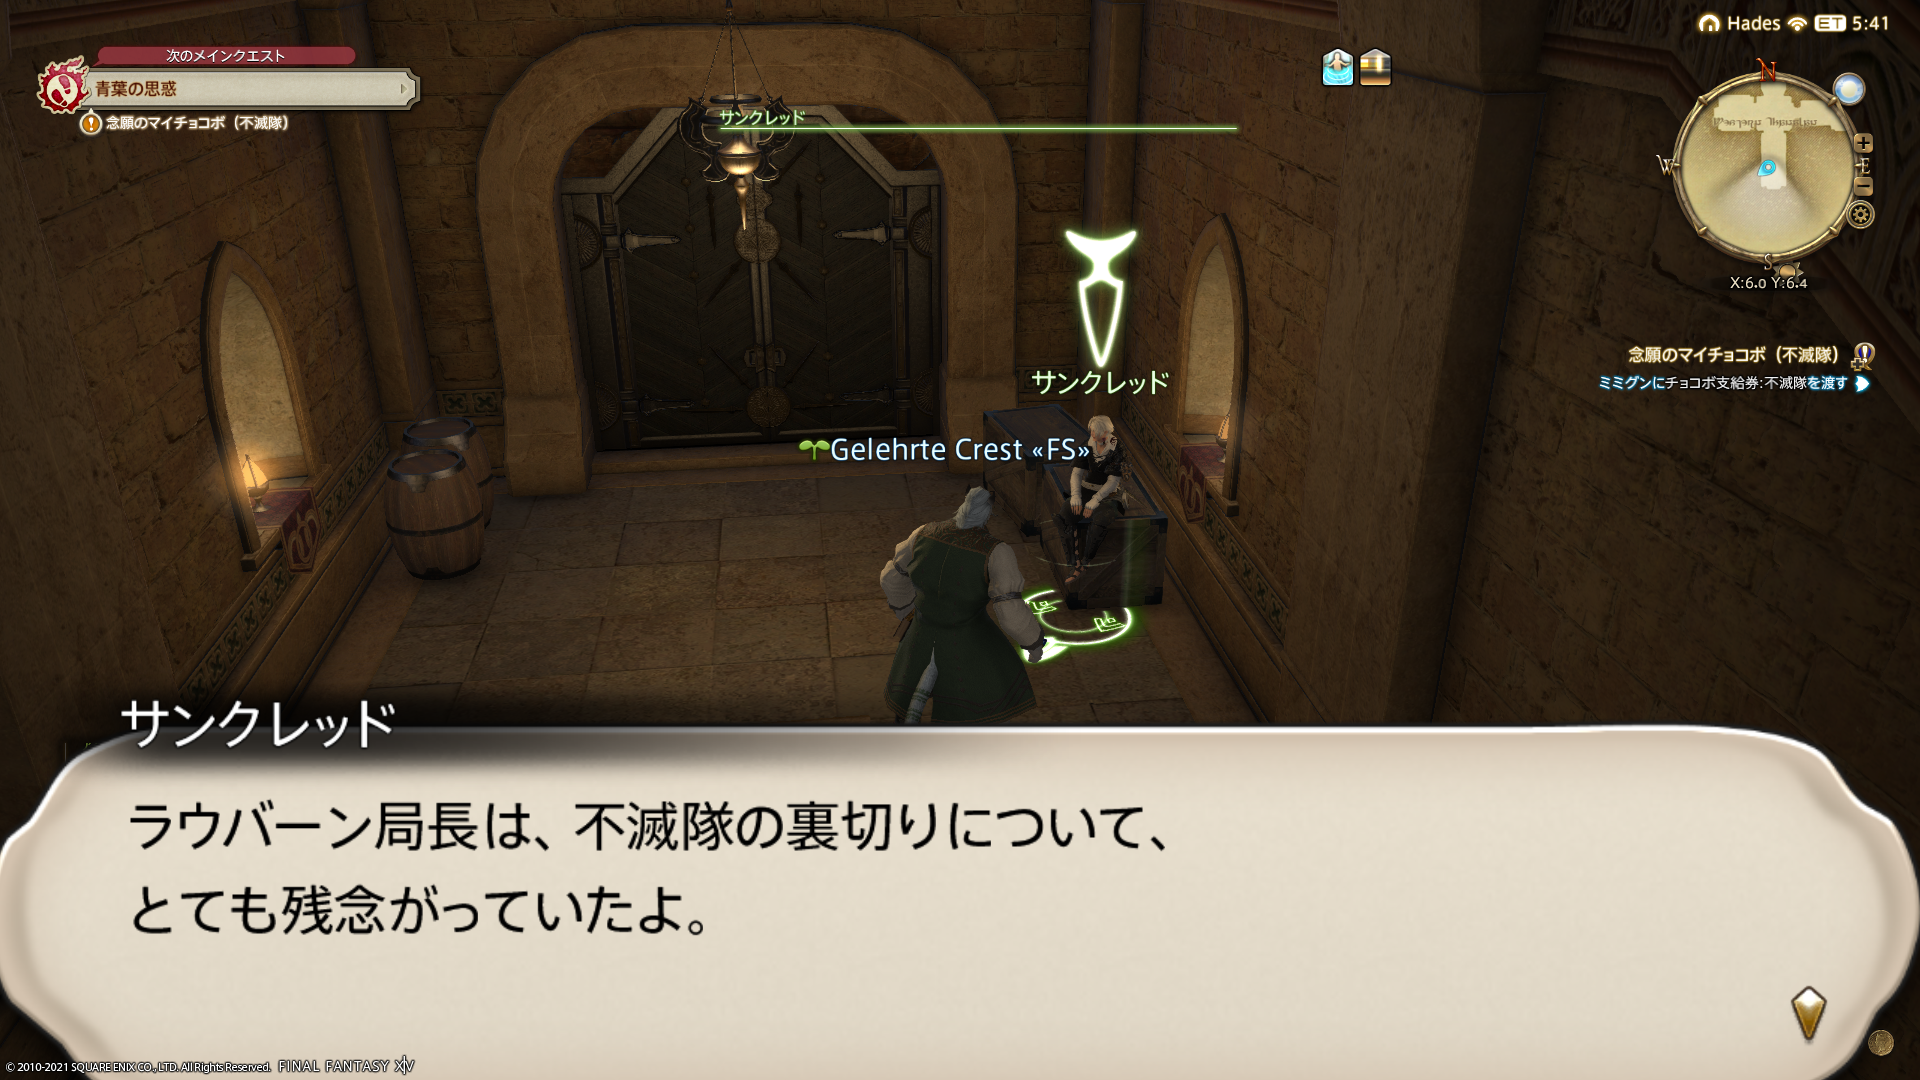 Hades ET 5:41
次のメインクエスト
青葉の思惑
念願のマイチョコボ（不滅隊）
サンクレッド
N
W
E
S
X:6.0 Y:6.4
念願のマイチョコボ（不滅隊）
ミミグンにチョコボ支給券:不滅隊を渡す
サンクレッド
Gelehrte Crest «FS»
サンクレッド
ラウバーン局長は、不滅隊の裏切りについて、
とても残念がっていたよ。
© 2010-2021 SQUARE ENIX CO., LTD. All Rights Reserved. FINAL FANTASY XIV